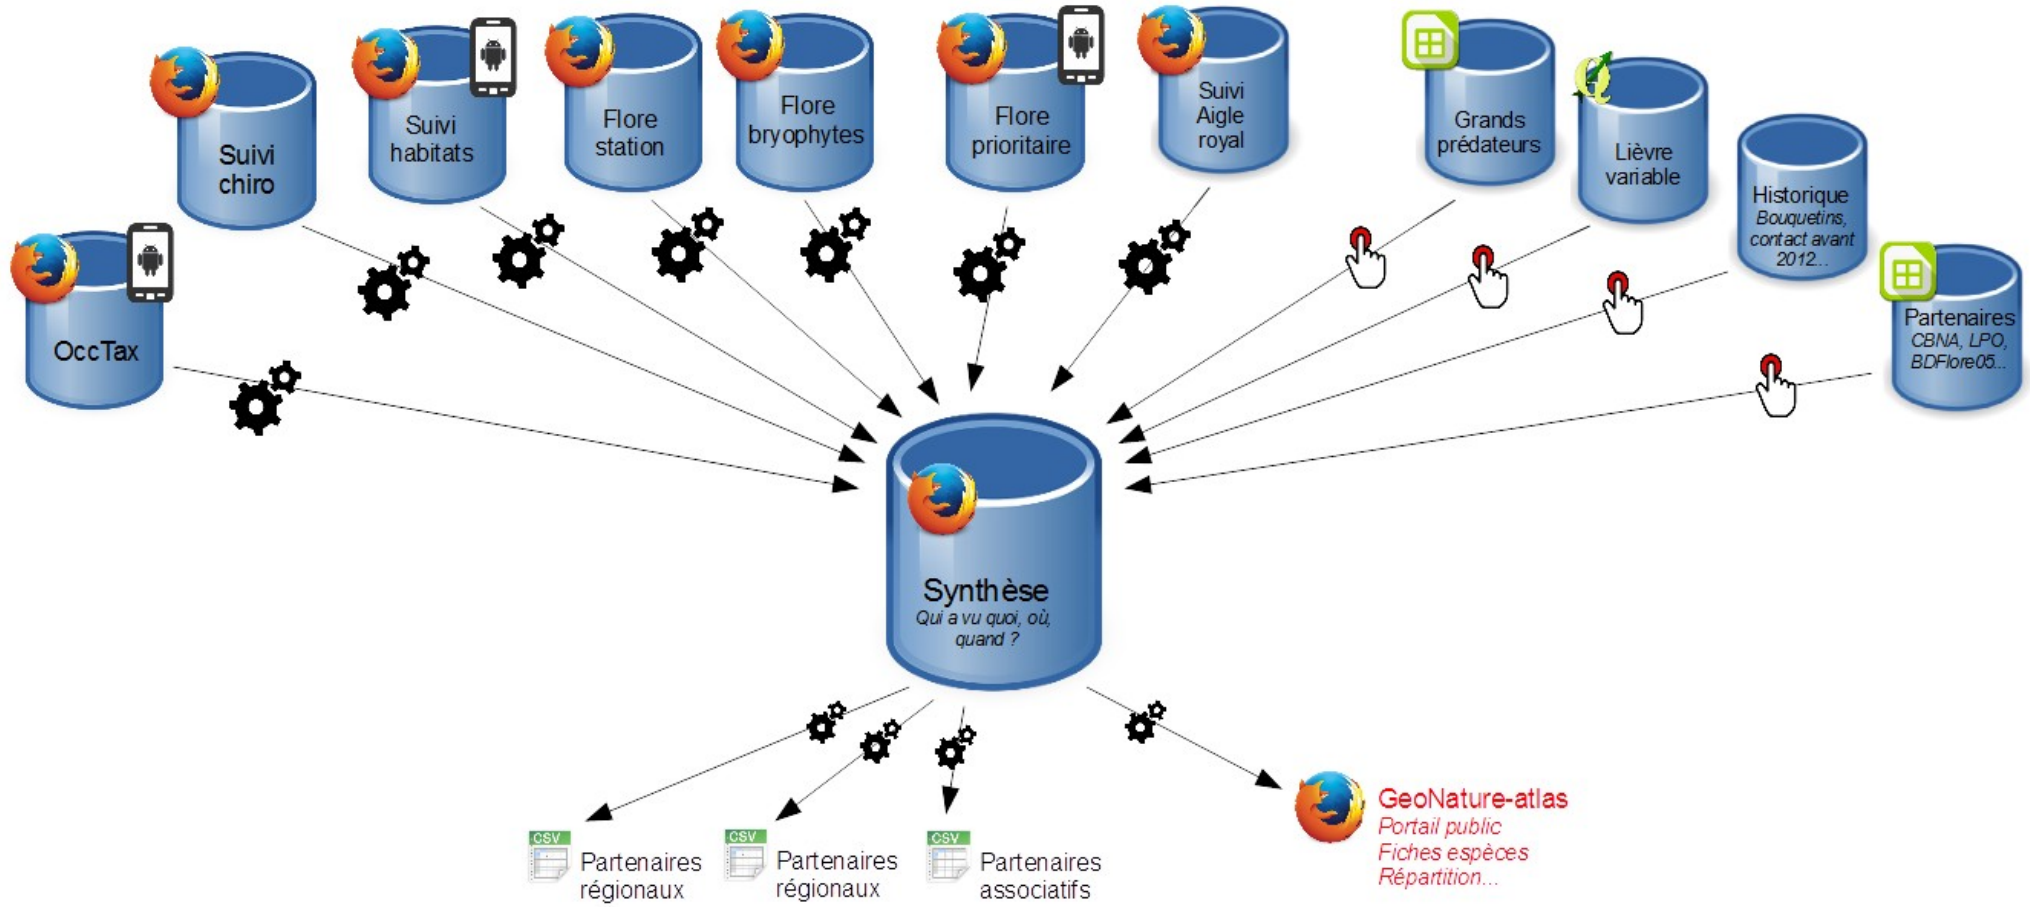 Suivi
chiro
Suivi
habitats
Flore
station
Flore
bryophytes
Flore
prioritaire
Suivi
Aigle
royal
Grands
prédateurs
Lièvre
variable
Historique
Bouquetins,
contact avant
2012...
Partenaires
CBNA, LPO,
BDFlore05...
OccTax
Synthèse
Qui a vu quoi, où,
quand ?
CSV
Partenaires
régionaux
CSV
Partenaires
régionaux
CSV
Partenaires
associatifs
GeoNature-atlas
Portail public
Fiches espèces
Répartition...